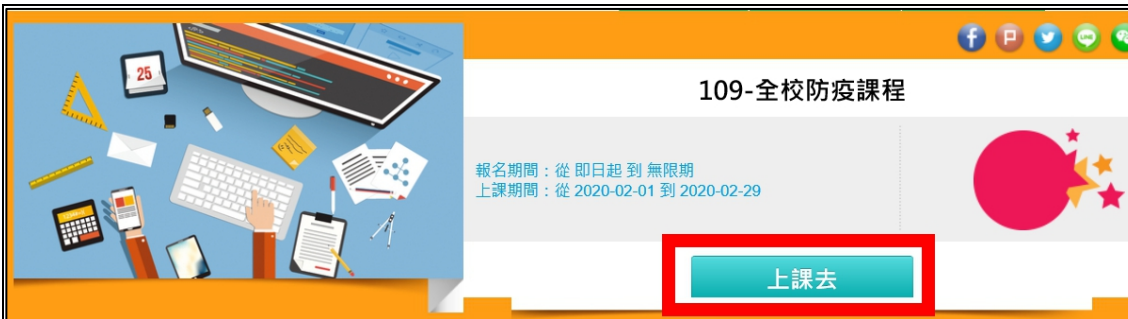 25
109-全校防疫課程
報名期間：從 即日起 到 無限期
上課期間：從 2020-02-01 到 2020-02-29
上課去